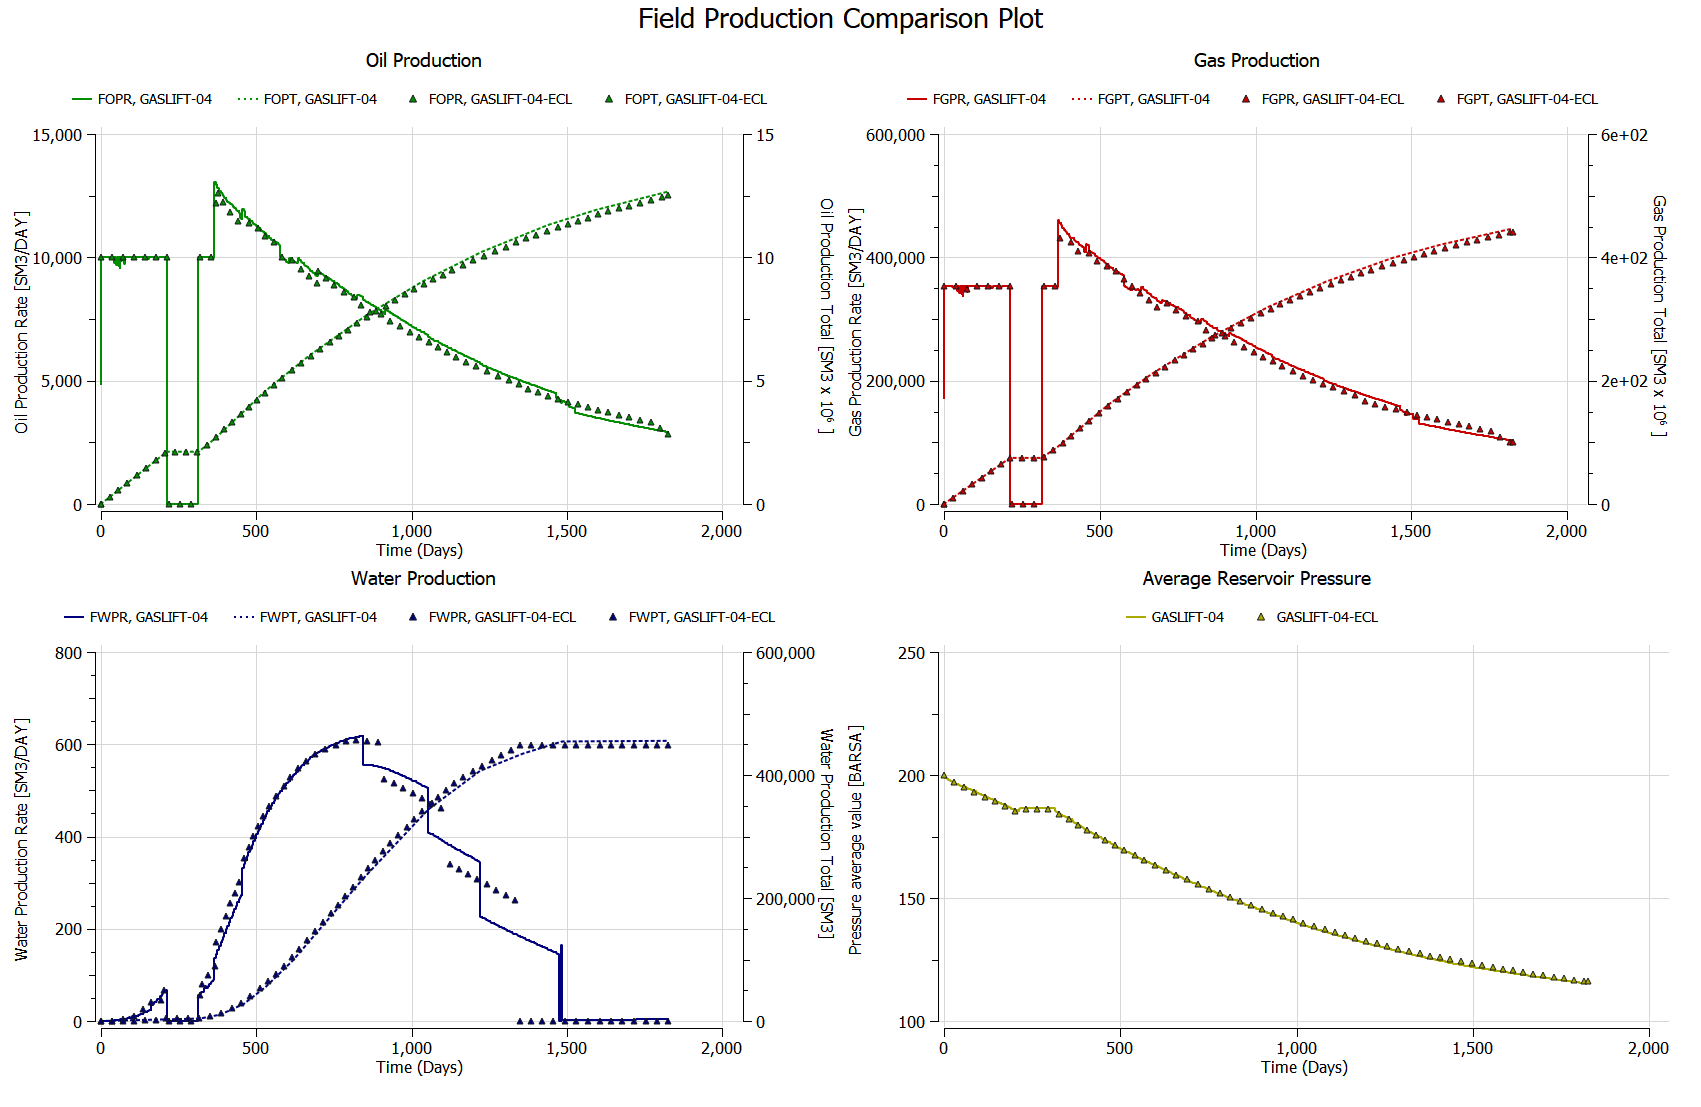 Field Production Comparison Plot
Oil Production
FOPR, GASLIFT-04 FOPT, GASLIFT-04 FOPR, GASLIFT-04-ECL FOPT, GASLIFT-04-ECL
15,000
10,000
5,000
0
Oil Production Rate [SM3/DAY]
15
10
5
0
Oil Production Total [SM3 x 10⁶ ]
0 500 1,000 1,500 2,000
Time (Days)
Gas Production
FGPR, GASLIFT-04 FGPT, GASLIFT-04 FGPR, GASLIFT-04-ECL FGPT, GASLIFT-04-ECL
600,000
400,000
200,000
0
Gas Production Rate [SM3/DAY]
6e+02
4e+02
2e+02
0
Gas Production Total [SM3 x 10⁶ ]
0 500 1,000 1,500 2,000
Time (Days)
Water Production
FWPR, GASLIFT-04 FWPT, GASLIFT-04 FWPR, GASLIFT-04-ECL FWPT, GASLIFT-04-ECL
800
600
400
200
0
Water Production Rate [SM3/DAY]
600,000
400,000
200,000
0
Water Production Total [SM3]
0 500 1,000 1,500 2,000
Time (Days)
Average Reservoir Pressure
GASLIFT-04 GASLIFT-04-ECL
250
200
150
100
Pressure average value [BARSA]
0 500 1,000 1,500 2,000
Time (Days)